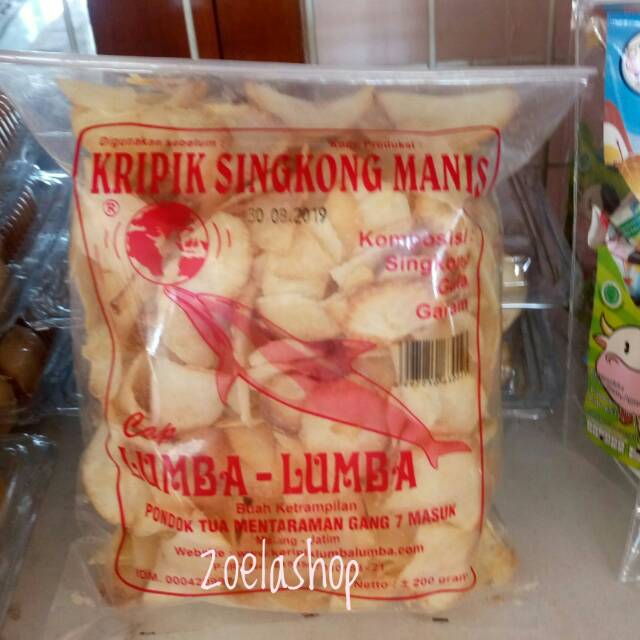 Digunakan sebelum : Kode Produksi :
KRIPIK SINGKONG MANIS
®
30 08.2019
Komposisi
Singkong
Gula
Garam
Cap
LUMBA - LUMBA
Buah Ketrampilan
PONDOK TUA MENTARAMAN GANG 7 MASUK
- Jatim
zoelashop
Netto : ± 200 gram